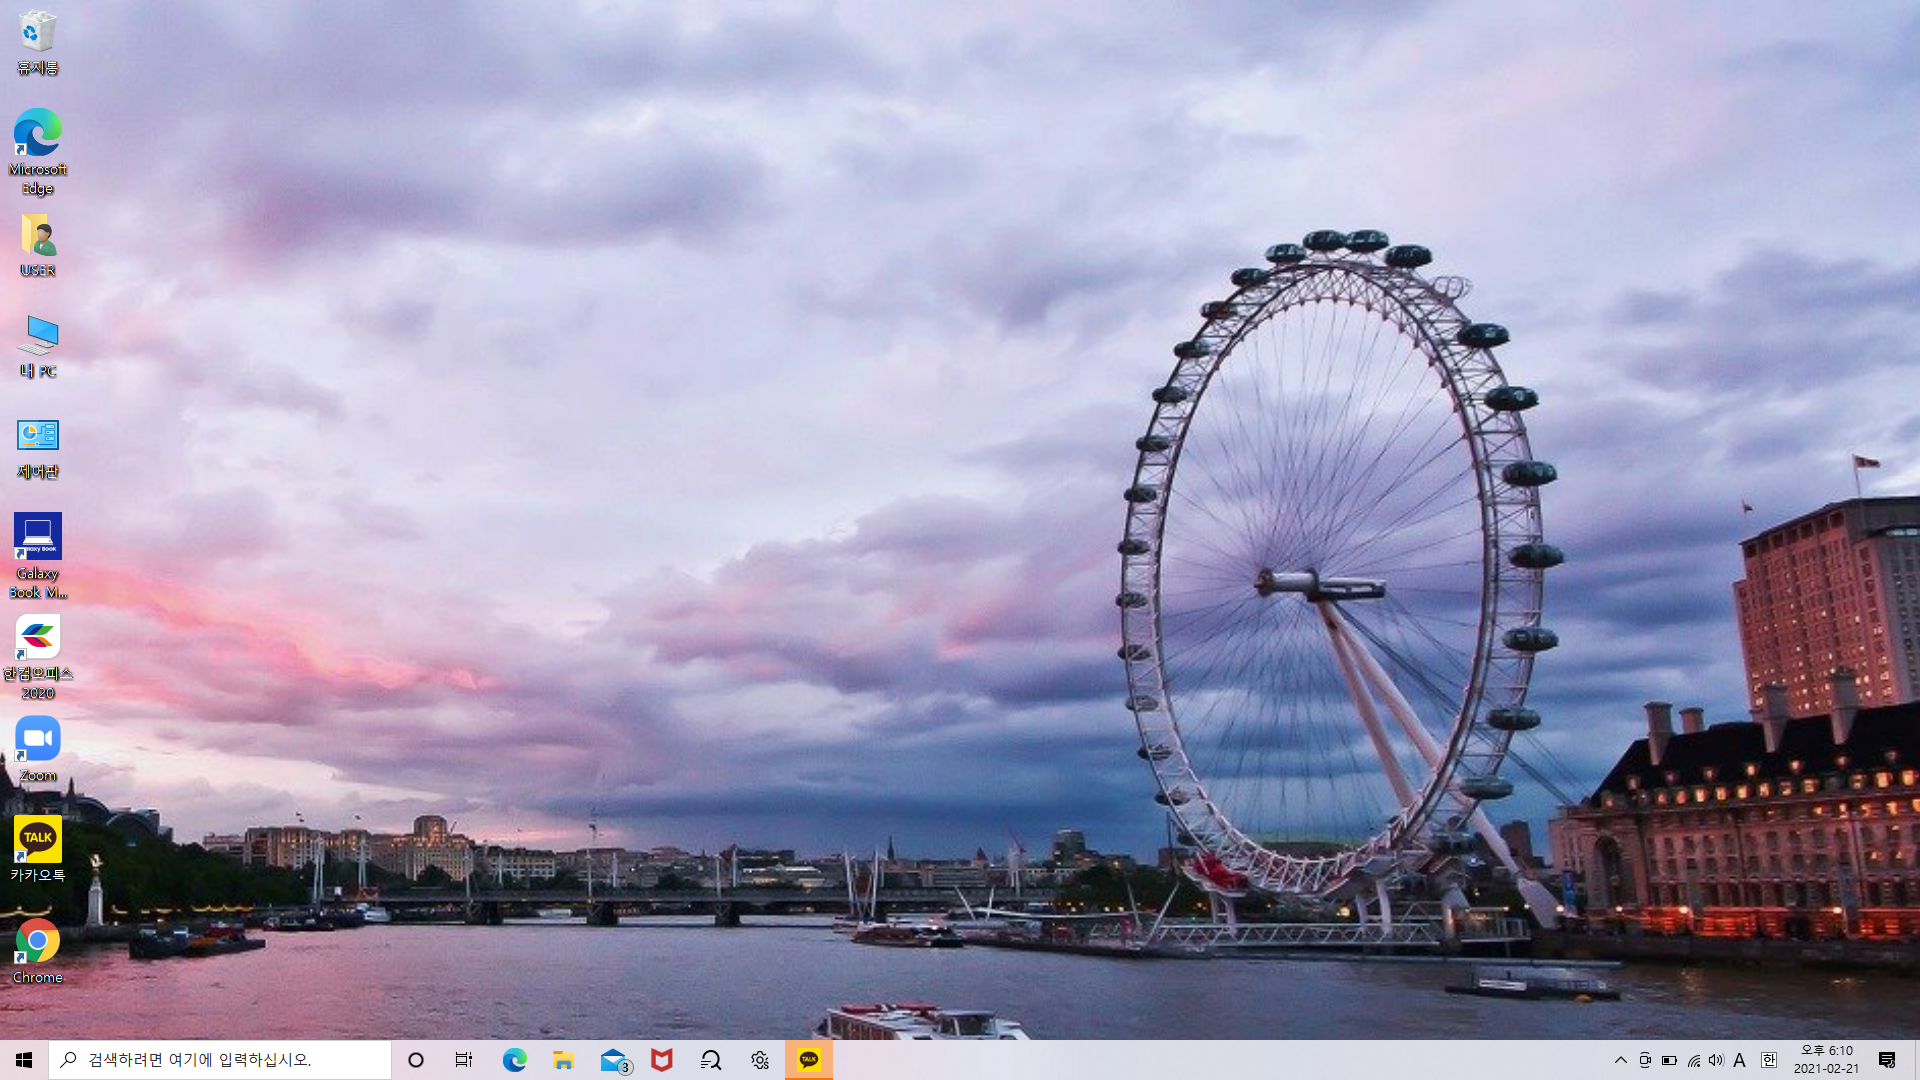 휴지통
Microsoft
Edge
USER
내 PC
제어판
Galaxy Book
Galaxy
Book M...
한컴오피스
2020
Zoom
TALK
카카오톡
Chrome
검색하려면 여기에 입력하십시오.
3
TALK
A
한
오후 6:10
2021-02-21